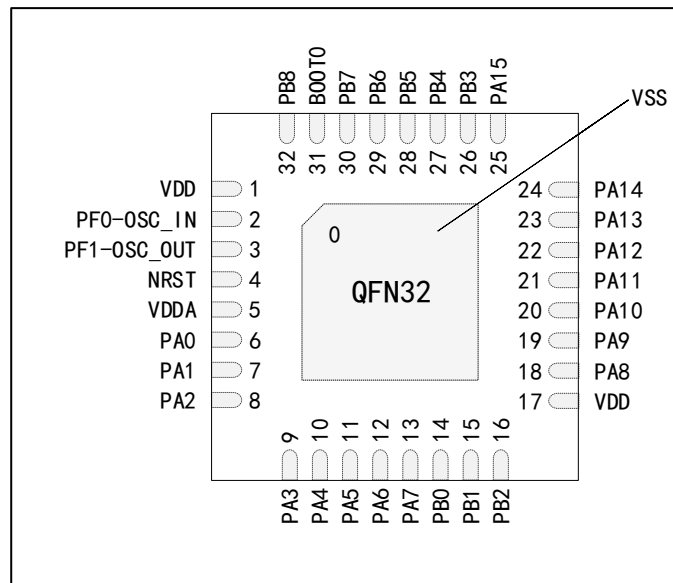 PB8
BOOT0
PB7
PB6
PB5
PB4
PB3
PA15
VSS
32
31
30
29
28
27
26
25
VDD 1
PF0-OSC_IN 2
PF1-OSC_OUT 3
NRST 4
VDDA 5
PA0 6
PA1 7
PA2 8
0
QFN32
24 PA14
23 PA13
22 PA12
21 PA11
20 PA10
19 PA9
18 PA8
17 VDD
9
10
11
12
13
14
15
16
PA3
PA4
PA5
PA6
PA7
PB0
PB1
PB2